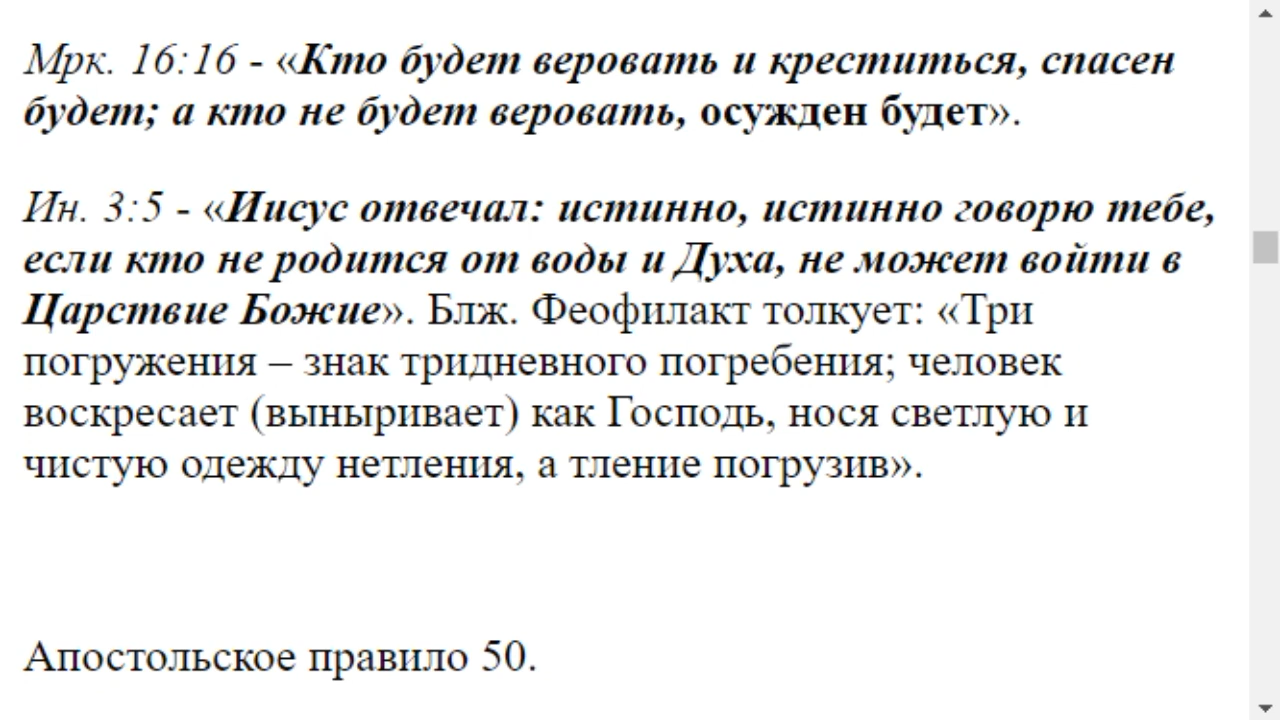 Мрк. 16:16 - «Кто будет веровать и креститься, спасен
будет; а кто не будет веровать, осужден будет».
Ин. 3:5 - «Иисус отвечал: истинно, истинно говорю тебе,
если кто не родится от воды и Духа, не может войти в
Царствие Божие». Блж. Феофилакт толкует: «Три
погружения – знак тридневного погребения; человек
воскресает (выныривает) как Господь, нося светлую и
чистую одежду нетления, а тление погрузив».
Апостольское правило 50.